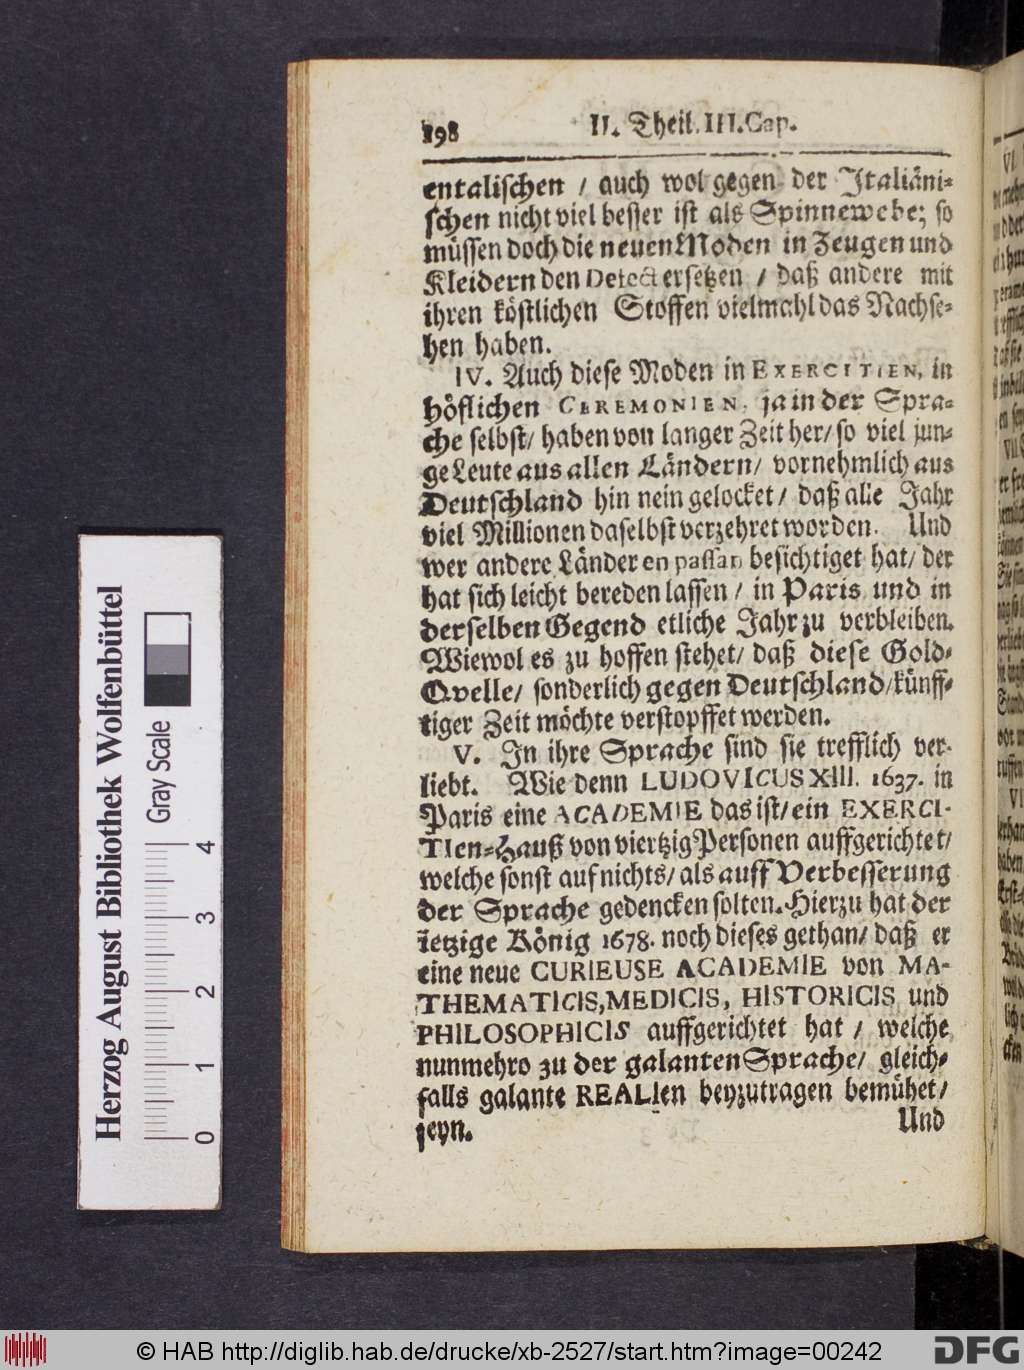 198 II. Theil. III. Cap.
entalischen / auch wol gegen der Italiäni-
schen nicht viel besser ist als Spinnewebe; so
müssen doch die neuen Moden in Zeugen und
Kleidern den Defect ersetzen / daß andere mit
ihren köstlichen Stoffen vielmahl das Nachse-
hen haben.
IV. Auch diese Moden in EXERCITIEN, in
höflichen CEREMONIEN, ja in der Spra-
che selbst/ haben von langer Zeit her/ so viel jun-
ge Leute aus allen Ländern/ vornehmlich aus
Deutschland hin nein gelocket / daß alle Jahr
viel Millionen daselbst verzehret worden. Und
wer andere Länder en passan besichtiget hat/ der
hat sich leicht bereden lassen / in Paris und in
derselben Gegend etliche Jahr zu verbleiben.
Wiewol es zu hoffen stehet/ daß diese Gold-
Qvelle/ sonderlich gegen Deutschland/ künff-
tiger Zeit möchte verstopffet werden.
V. In ihre Sprache sind sie trefflich ver-
liebt. Wie denn LUDOVICUS XIII. 1637. in
Paris eine ACADEMIE das ist/ ein EXERCI-
TIen-Hauß von viertzig Personen auffgerichtet/
welche sonst auf nichts/ als auff Verbesserung
der Sprache gedencken solten. Hierzu hat der
ietzige König 1678. noch dieses gethan/ daß er
eine neue CURIEUSE ACADEMIE von MA-
THEMATICIS, MEDICIS, HISTORICIS und
PHILOSOPHICIS auffgerichtet hat / welche
nunmehro zu der galanten Sprache/ gleich-
falls galante REALIen beyzutragen bemühet/
seyn.
Und
Herzog August Bibliothek Wolfenbüttel
Gray Scale
0 1 2 3 4
© HAB http://diglib.hab.de/drucke/xb-2527/start.htm?image=00242
DFG